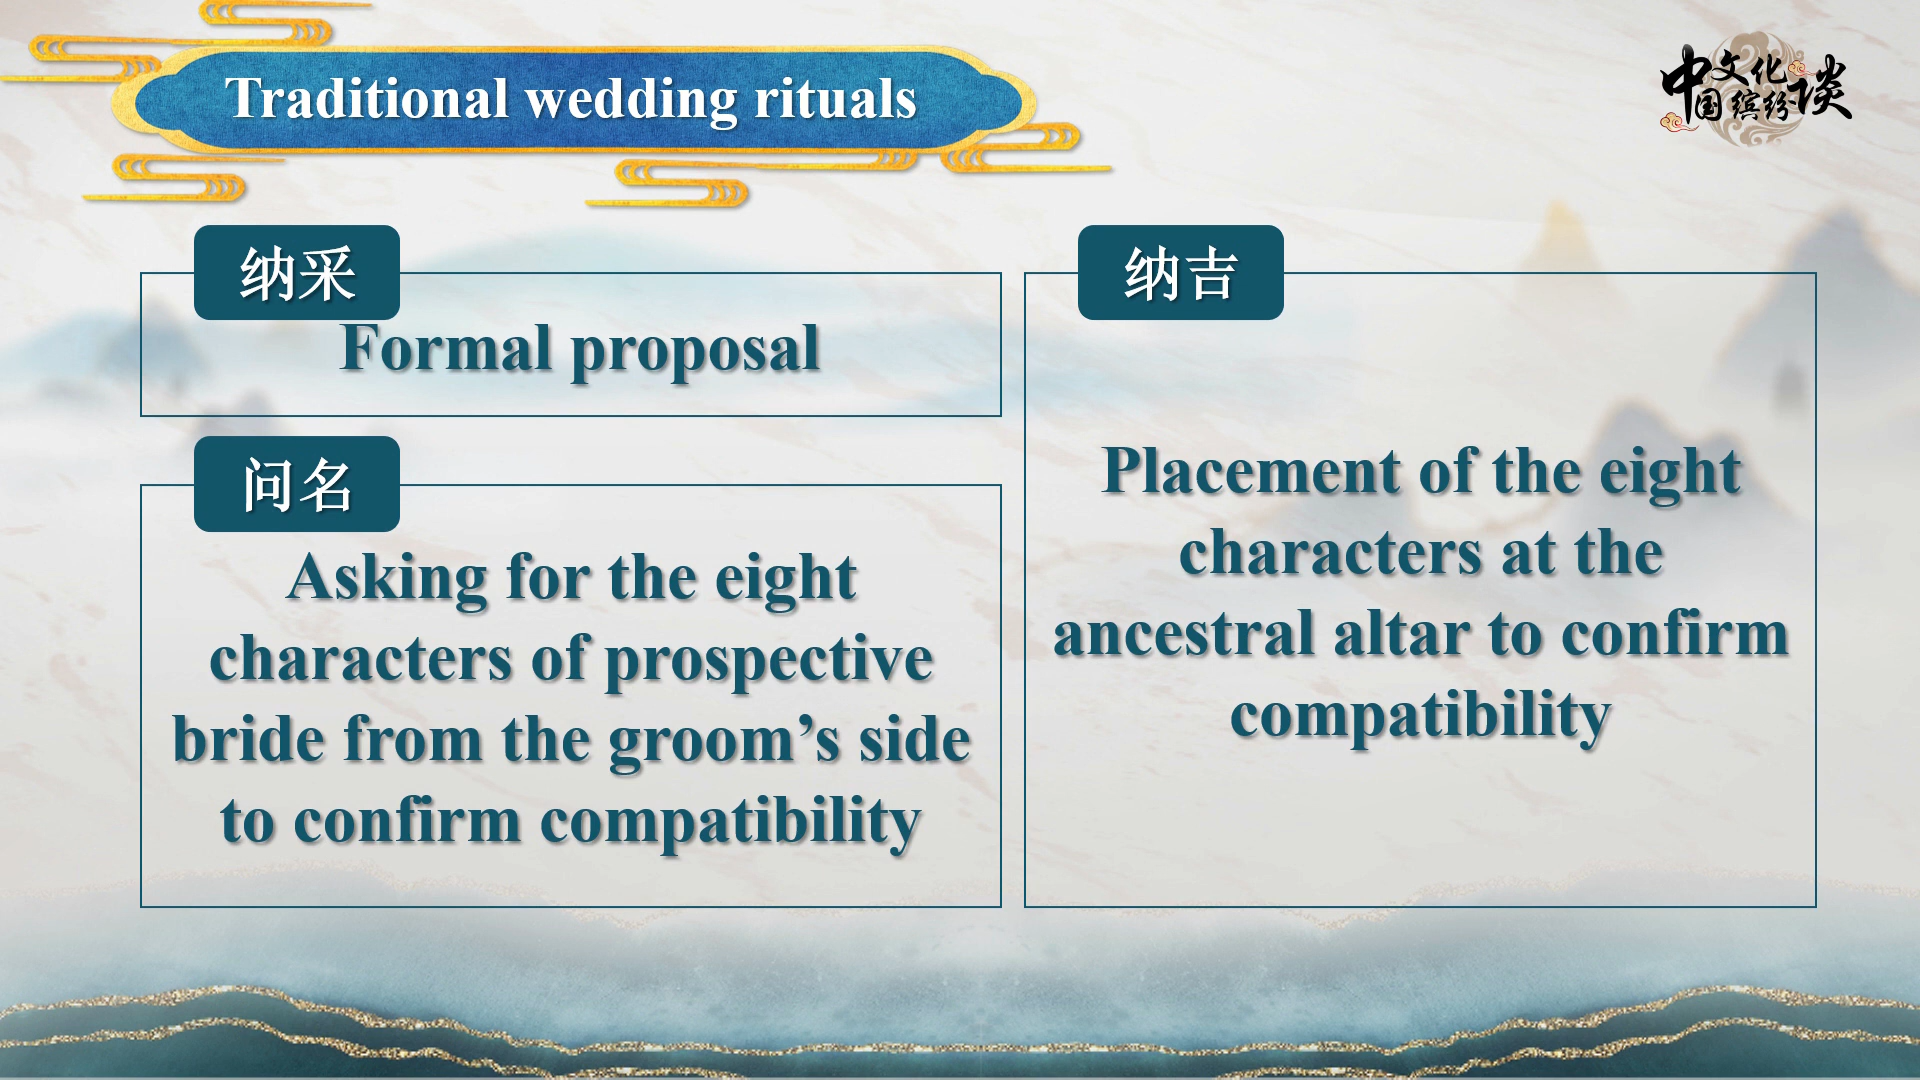 Traditional wedding rituals
中国文化缤纷谈
纳采
Formal proposal
问名
Asking for the eight
characters of prospective
bride from the groom’s side
to confirm compatibility
纳吉
Placement of the eight
characters at the
ancestral altar to confirm
compatibility